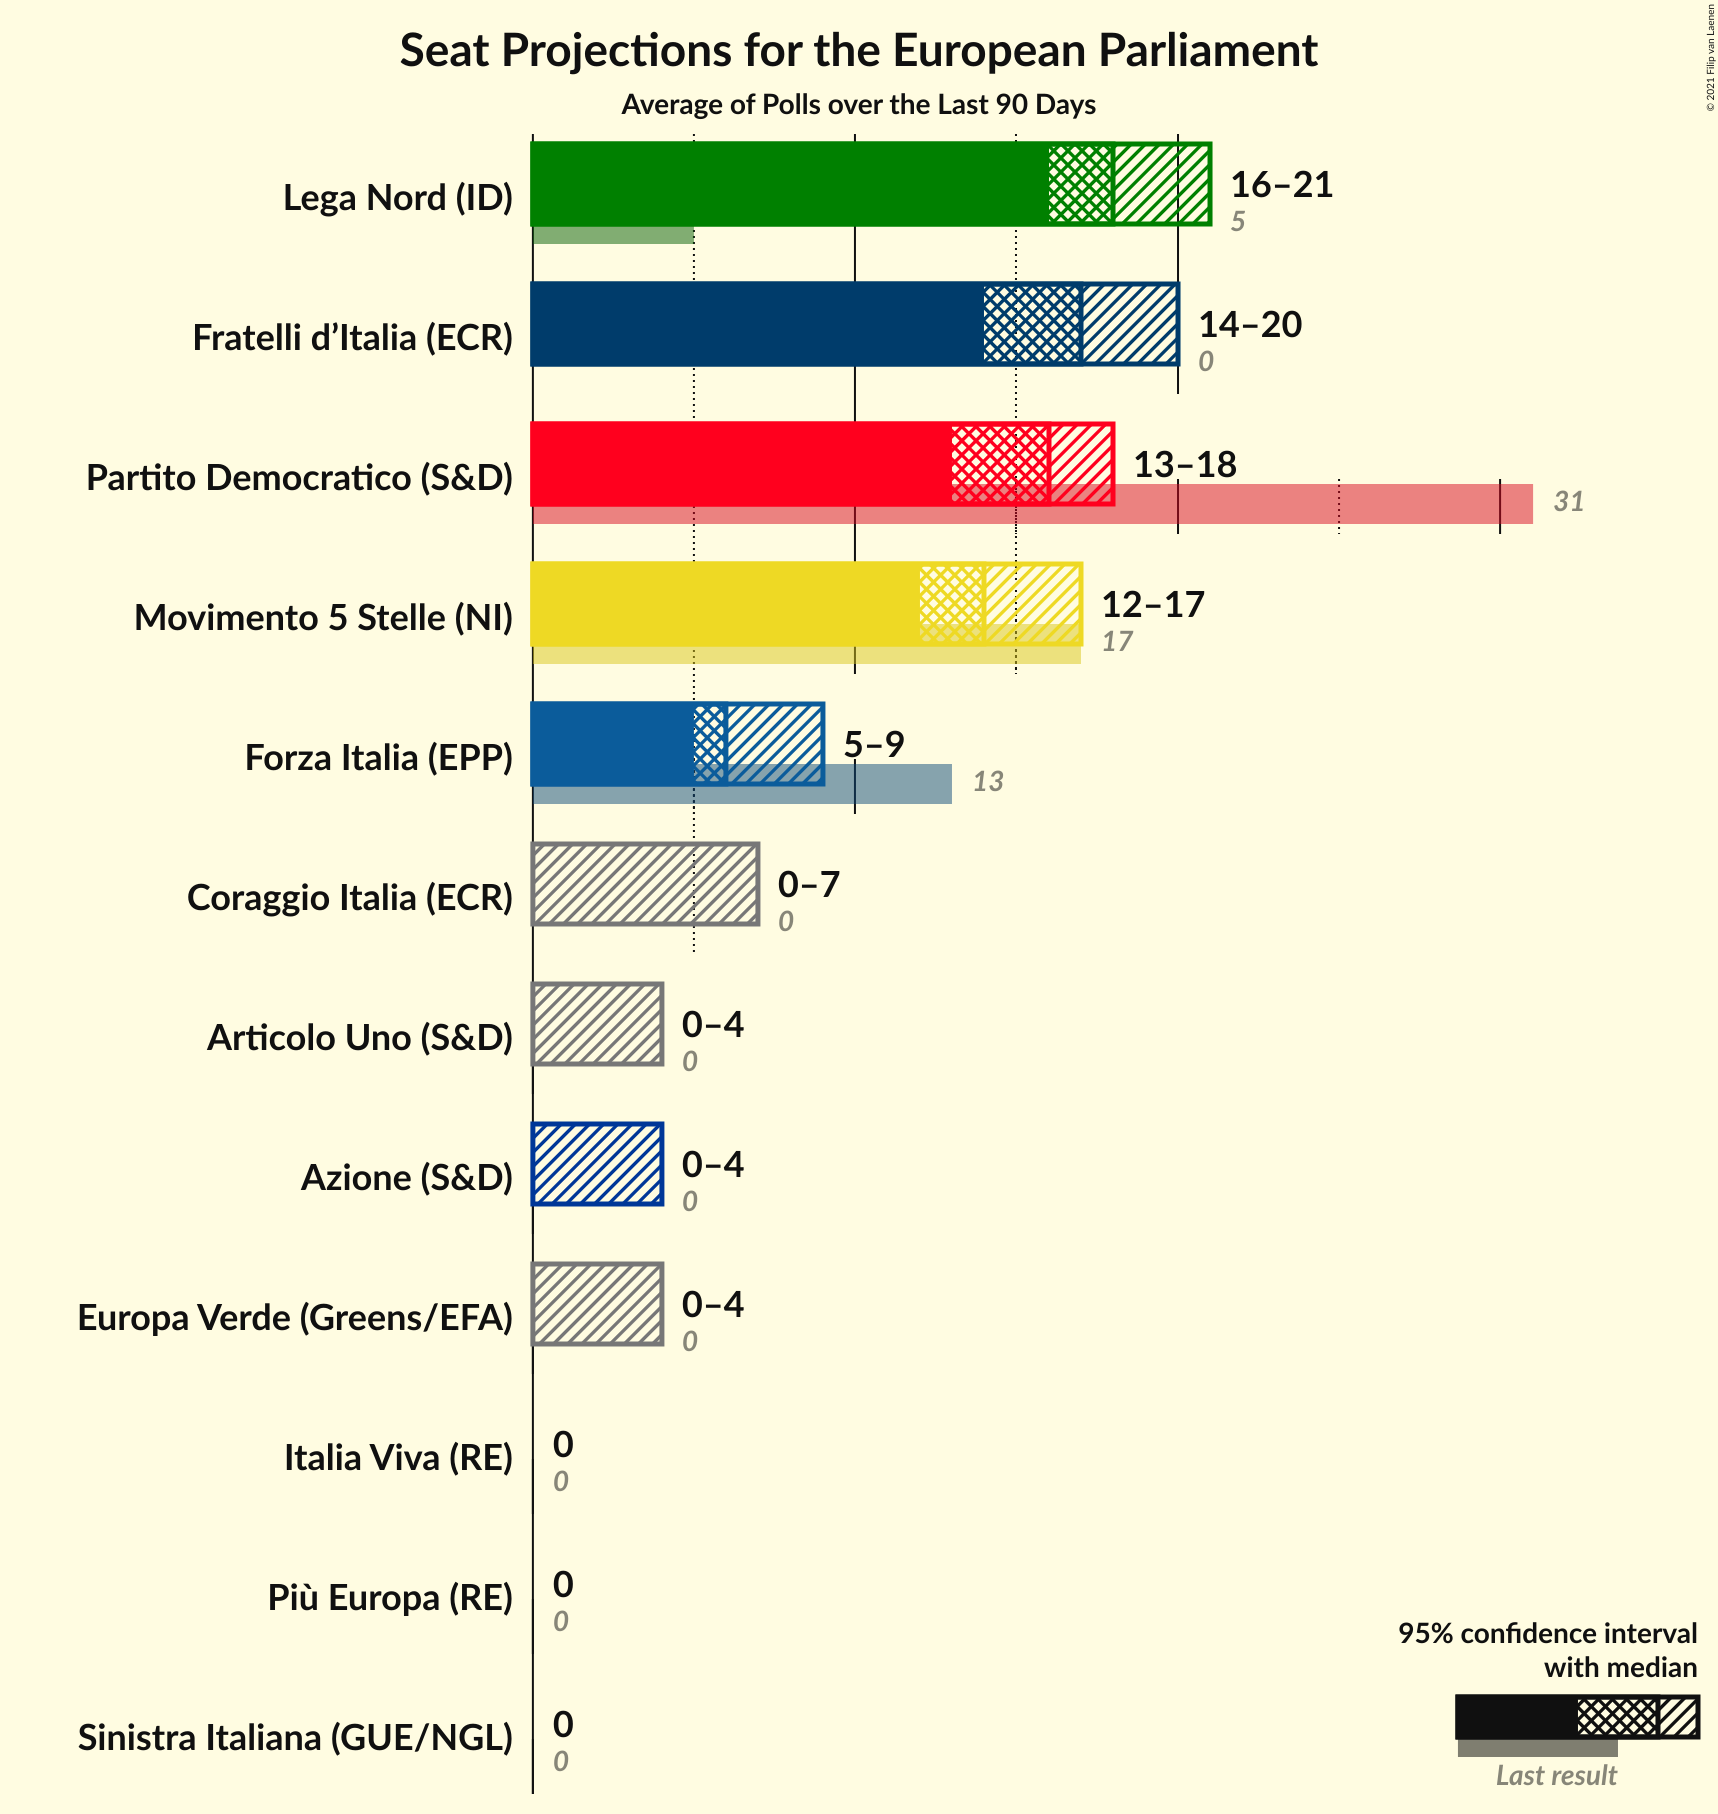 Seat Projections for the European Parliament
Average of Polls over the Last 90 Days
© 2021 Filip van Laenen
Lega Nord (ID)
16–21
5
Fratelli d’Italia (ECR)
14–20
0
Partito Democratico (S&D)
13–18
31
Movimento 5 Stelle (NI)
12–17
17
Forza Italia (EPP)
5–9
13
Coraggio Italia (ECR)
0–7
0
Articolo Uno (S&D)
0–4
0
Azione (S&D)
0–4
0
Europa Verde (Greens/EFA)
0–4
0
Italia Viva (RE)
0
0
Più Europa (RE)
0
0
Sinistra Italiana (GUE/NGL)
0
0
95% confidence interval
with median
Last result